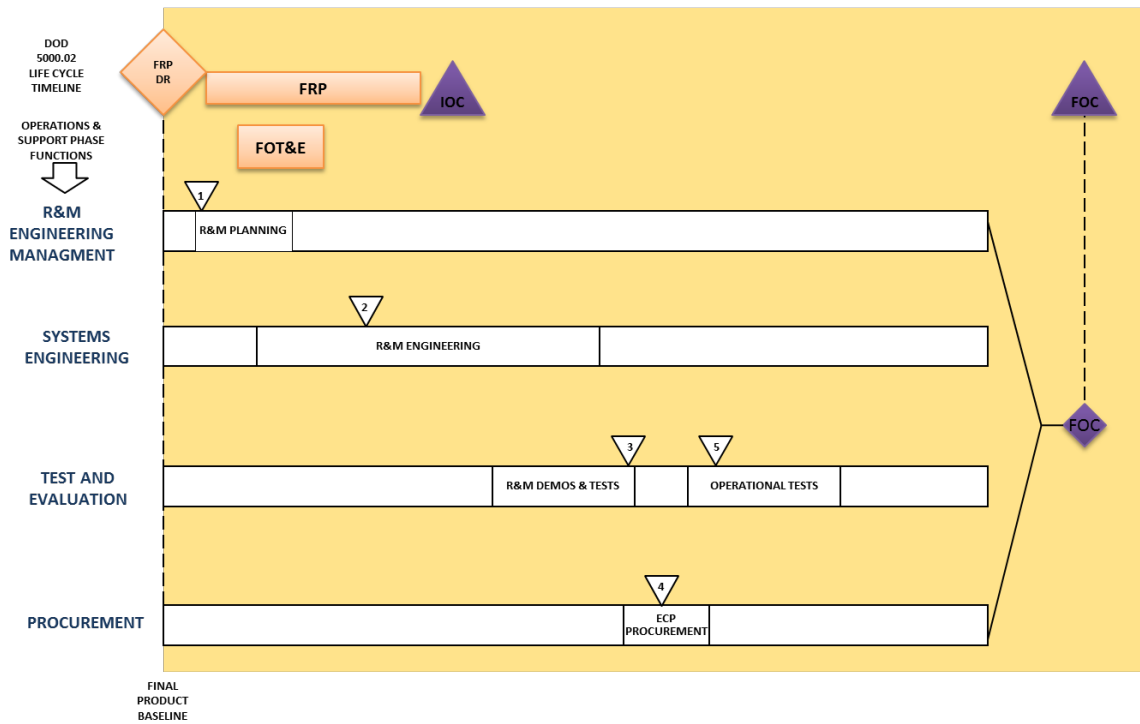 DOD
5000.02
LIFE CYCLE
TIMELINE
FRP
DR
FRP
IOC
FOC
OPERATIONS &
SUPPORT PHASE
FUNCTIONS
FOT&E
1
R&M
ENGINEERING
MANAGMENT
R&M PLANNING
2
SYSTEMS
ENGINEERING
R&M ENGINEERING
FOC
3
5
TEST AND
EVALUATION
R&M DEMOS & TESTS
OPERATIONAL TESTS
4
PROCUREMENT
ECP
PROCUREMENT
FINAL
PRODUCT
BASELINE